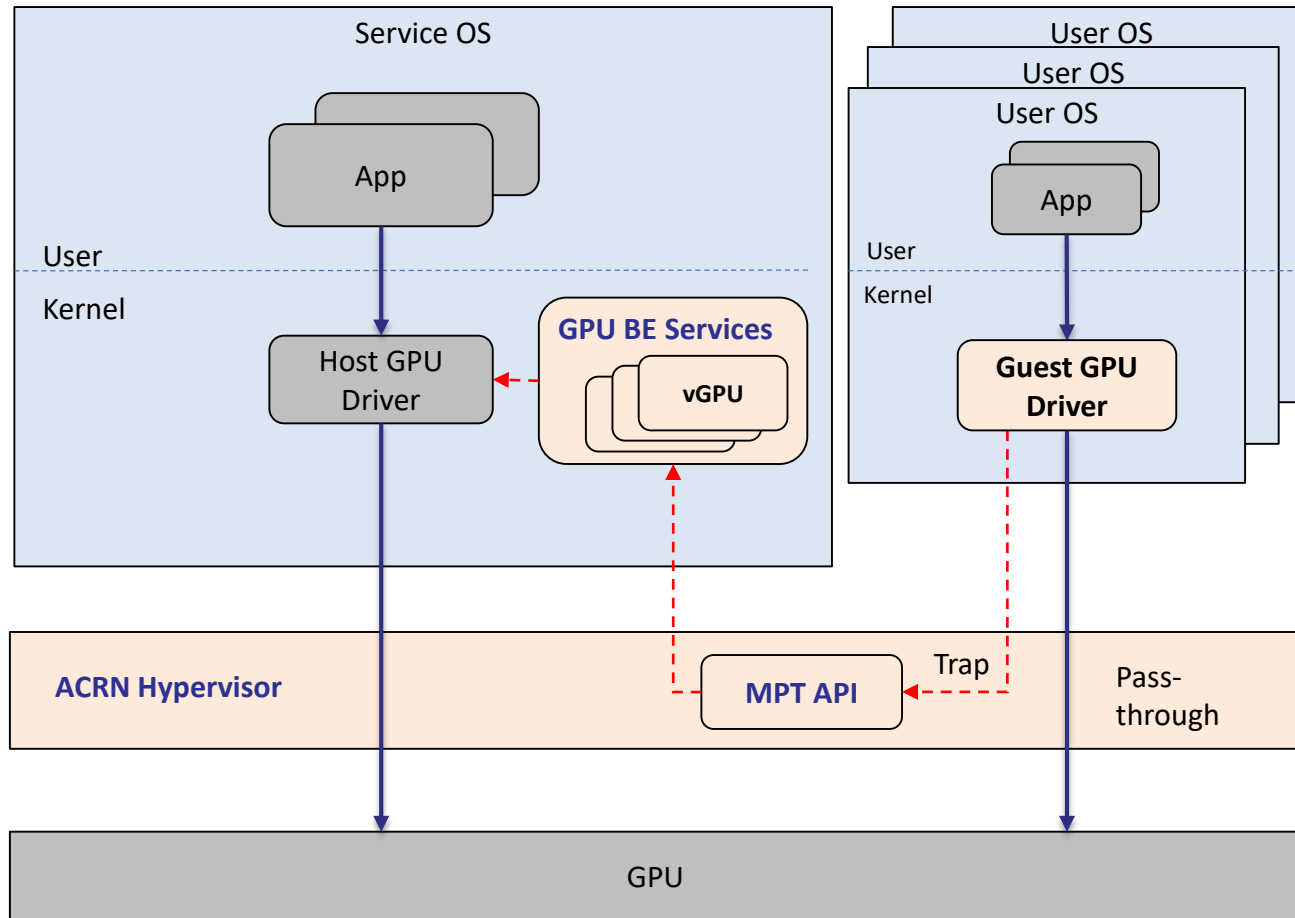 Service OS
App
User
Kernel
GPU BE Services
vGPU
Host GPU
Driver
User OS
User OS
User OS
App
User
Kernel
Guest GPU
Driver
ACRN Hypervisor
MPT API
Trap
Pass-
through
GPU